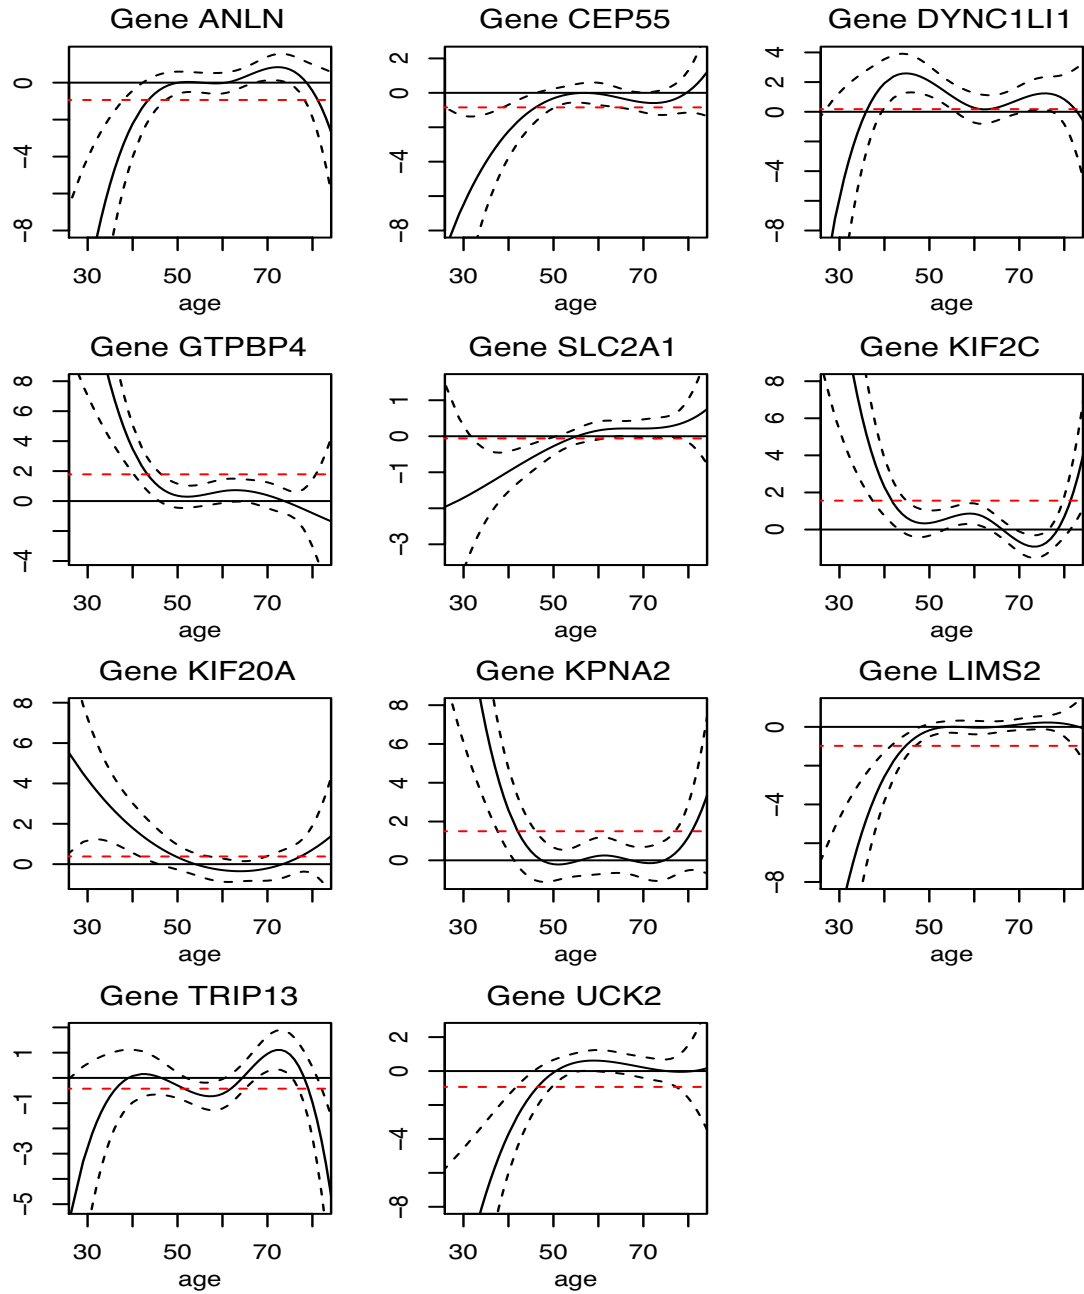 Gene ANLN
0
−4
−8
30 50 70
age
Gene CEP55
2
0
−4
−8
30 50 70
age
Gene DYNC1LI1
4
2
0
−4
−8
30 50 70
age
Gene GTPBP4
8
6
4
2
0
−4
30 50 70
age
Gene SLC2A1
1
0
−1
−3
30 50 70
age
Gene KIF2C
8
6
4
2
0
30 50 70
age
Gene KIF20A
8
6
4
2
0
30 50 70
age
Gene KPNA2
8
6
4
2
0
30 50 70
age
Gene LIMS2
0
−4
−8
30 50 70
age
Gene TRIP13
1
−1
−3
−5
30 50 70
age
Gene UCK2
2
0
−4
−8
30 50 70
age